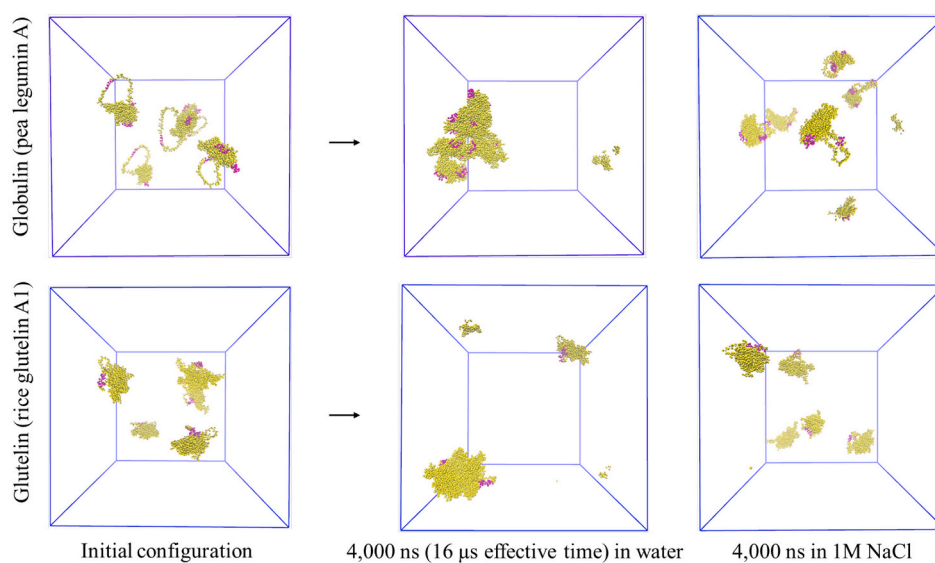 Globulin (pea legumin A)
Glutelin (rice glutelin A1)
Initial configuration
4,000 ns (16 μs effective time) in water
4,000 ns in 1M NaCl